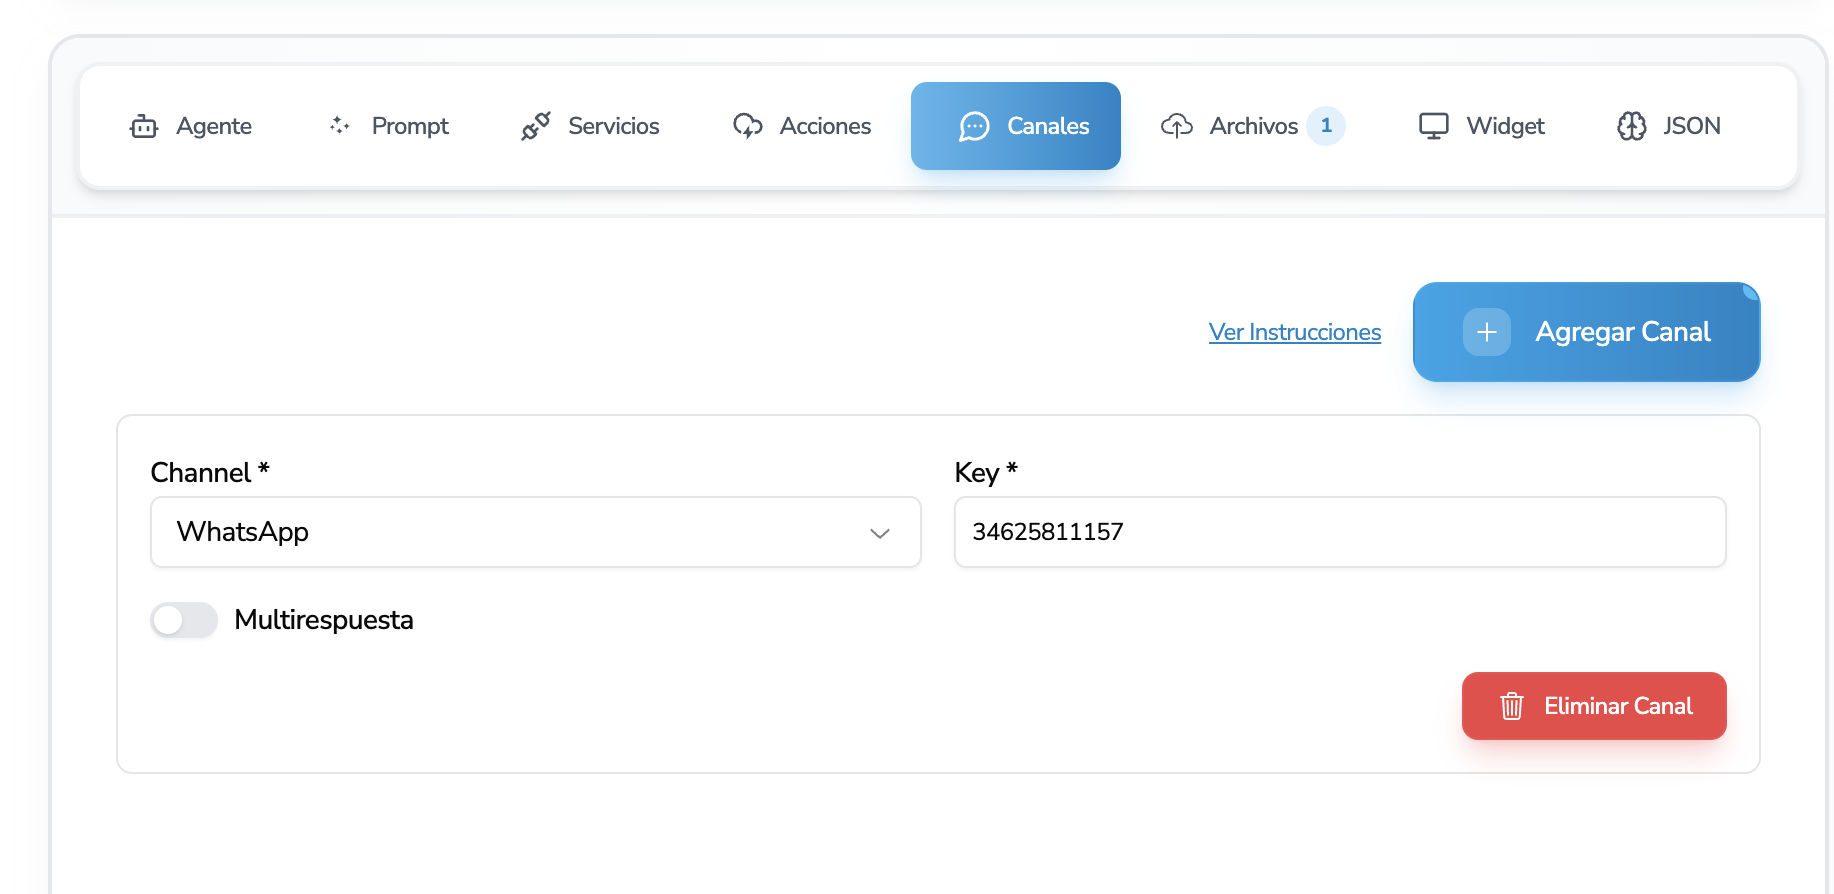 Agente Prompt Servicios Acciones Canales Archivos 1 Widget JSON
Ver Instrucciones Agregar Canal
Channel * Key *
WhatsApp 34625811157
Multirespuesta
Eliminar Canal